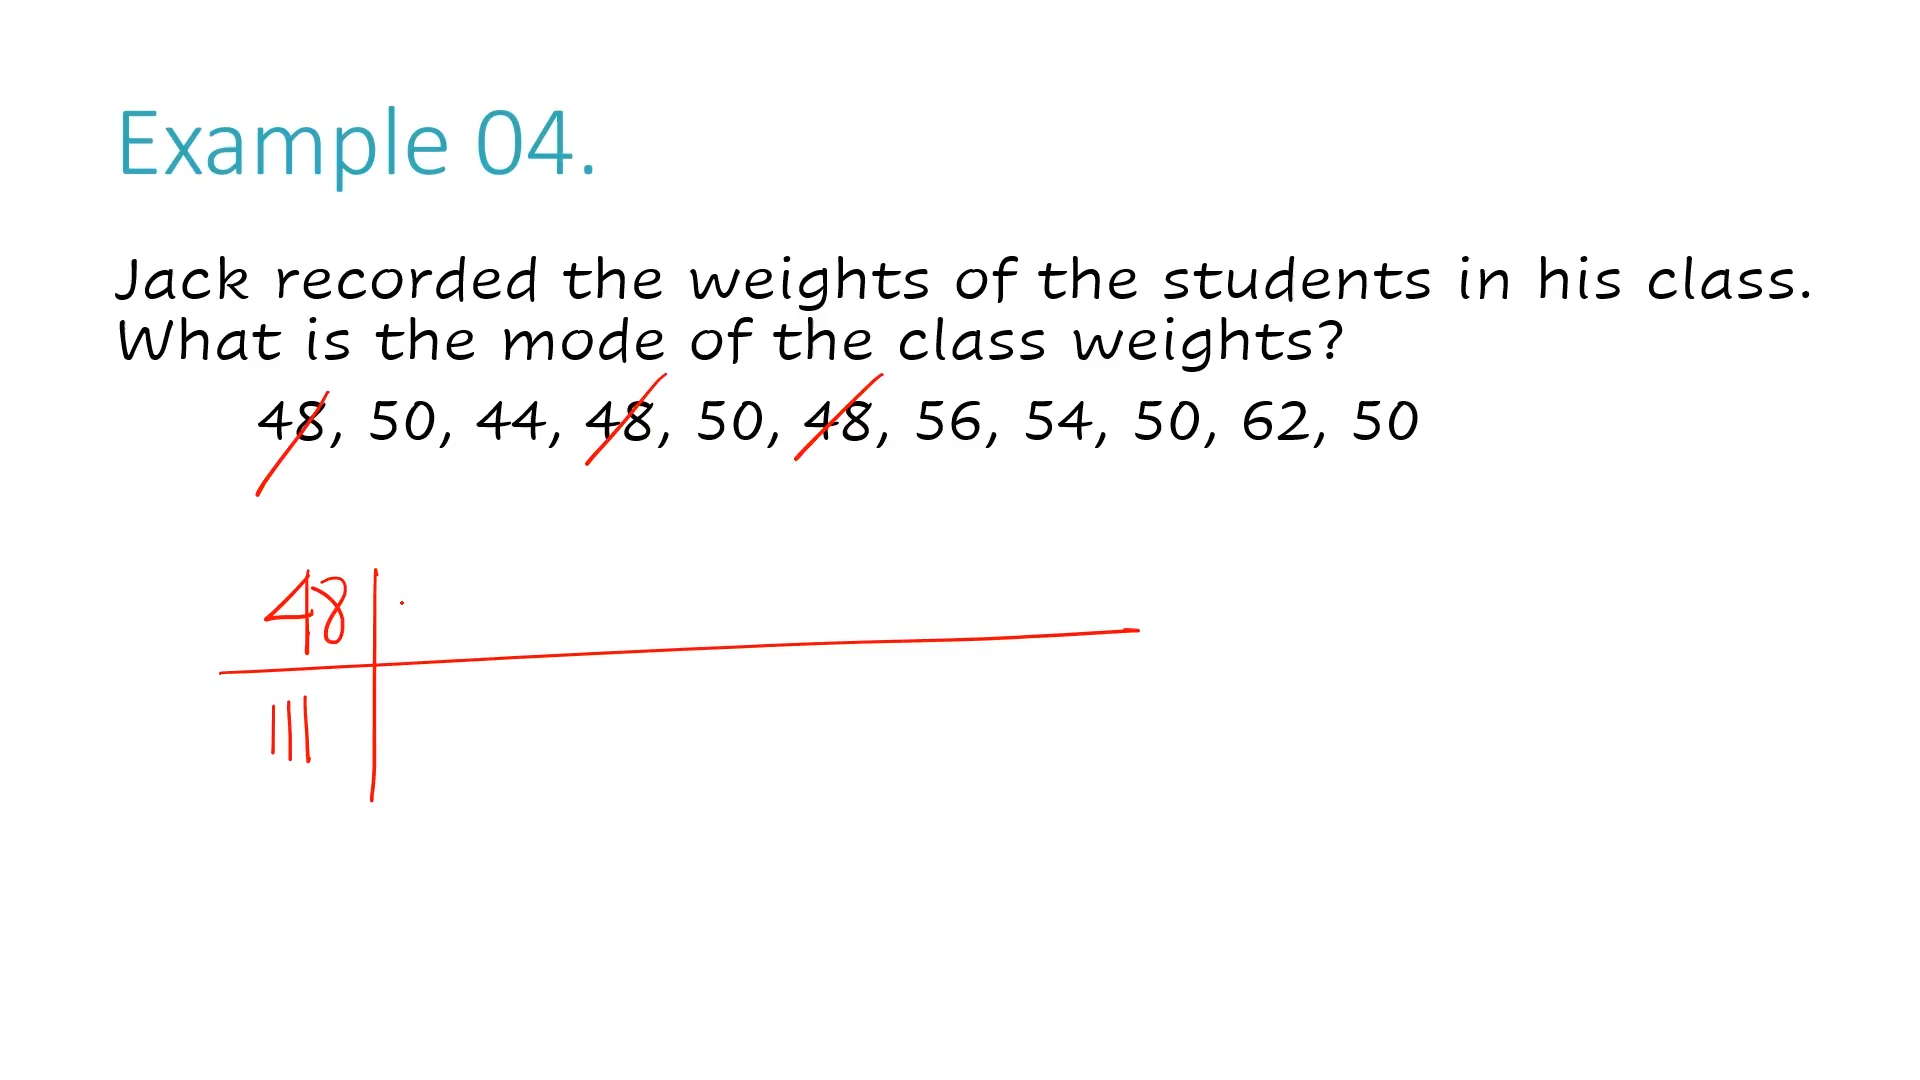 Example 04.
Jack recorded the weights of the students in his class.
What is the mode of the class weights?
48, 50, 44, 48, 50, 48, 56, 54, 50, 62, 50
48
|||